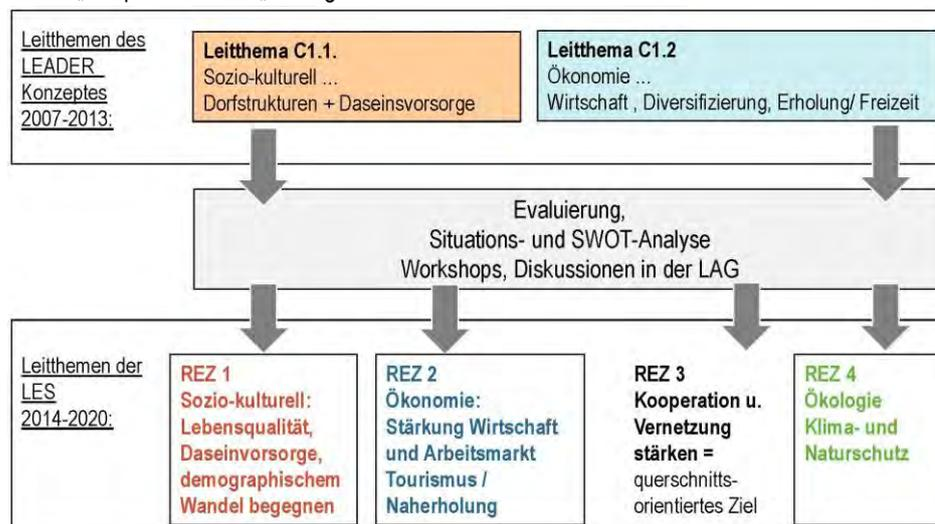 Leitthemen des
LEADER
Konzeptes
2007-2013:
Leitthema C1.1.
Sozio-kulturell ...
Dorfstrukturen + Daseinsvorsorge
Leitthema C1.2
Ökonomie ...
Wirtschaft , Diversifizierung, Erholung/ Freizeit
Evaluierung,
Situations- und SWOT-Analyse
Workshops, Diskussionen in der LAG
Leitthemen der
LES
2014-2020:
REZ 1
Sozio-kulturell:
Lebensqualität,
Daseinvorsorge,
demographischem
Wandel begegnen
REZ 2
Ökonomie:
Stärkung Wirtschaft
und Arbeitsmarkt
Tourismus /
Naherholung
REZ 3
Kooperation u.
Vernetzung
stärken =
querschnitts-
orientiertes Ziel
REZ 4
Ökologie
Klima- und
Naturschutz